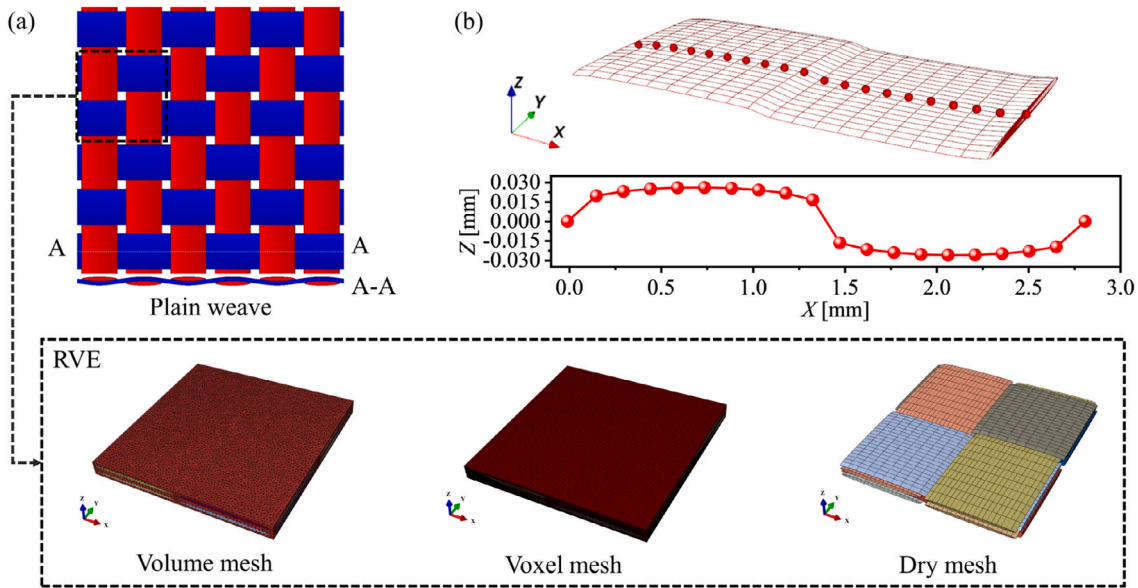 (a)
A
A
A-A
Plain weave
(b)
Z
Y
X
Z [mm]
0.030
0.015
0.000
-0.015
-0.030
0.0 0.5 1.0 1.5 2.0 2.5 3.0
X [mm]
RVE
z
Y
x
Volume mesh
z
Y
x
Voxel mesh
z
Y
x
Dry mesh